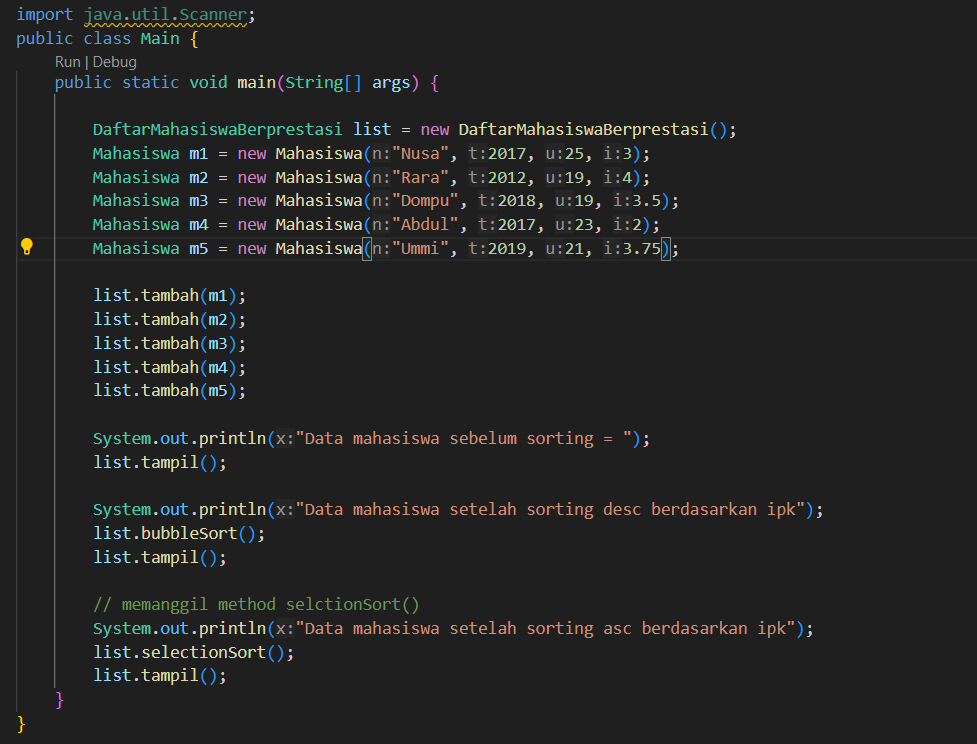 import java.util.Scanner;
public class Main {
Run | Debug
public static void main(String[] args) {
DaftarMahasiswaBerprestasi list = new DaftarMahasiswaBerprestasi();
Mahasiswa m1 = new Mahasiswa(n:"Nusa", t:2017, u:25, i:3);
Mahasiswa m2 = new Mahasiswa(n:"Rara", t:2012, u:19, i:4);
Mahasiswa m3 = new Mahasiswa(n:"Dompu", t:2018, u:19, i:3.5);
Mahasiswa m4 = new Mahasiswa(n:"Abdul", t:2017, u:23, i:2);
Mahasiswa m5 = new Mahasiswa(n:"Ummi", t:2019, u:21, i:3.75);
list.tambah(m1);
list.tambah(m2);
list.tambah(m3);
list.tambah(m4);
list.tambah(m5);
System.out.println(x:"Data mahasiswa sebelum sorting = ");
list.tampil();
System.out.println(x:"Data mahasiswa setelah sorting desc berdasarkan ipk");
list.bubbleSort();
list.tampil();
// memanggil method selctionSort()
System.out.println(x:"Data mahasiswa setelah sorting asc berdasarkan ipk");
list.selectionSort();
list.tampil();
}
}